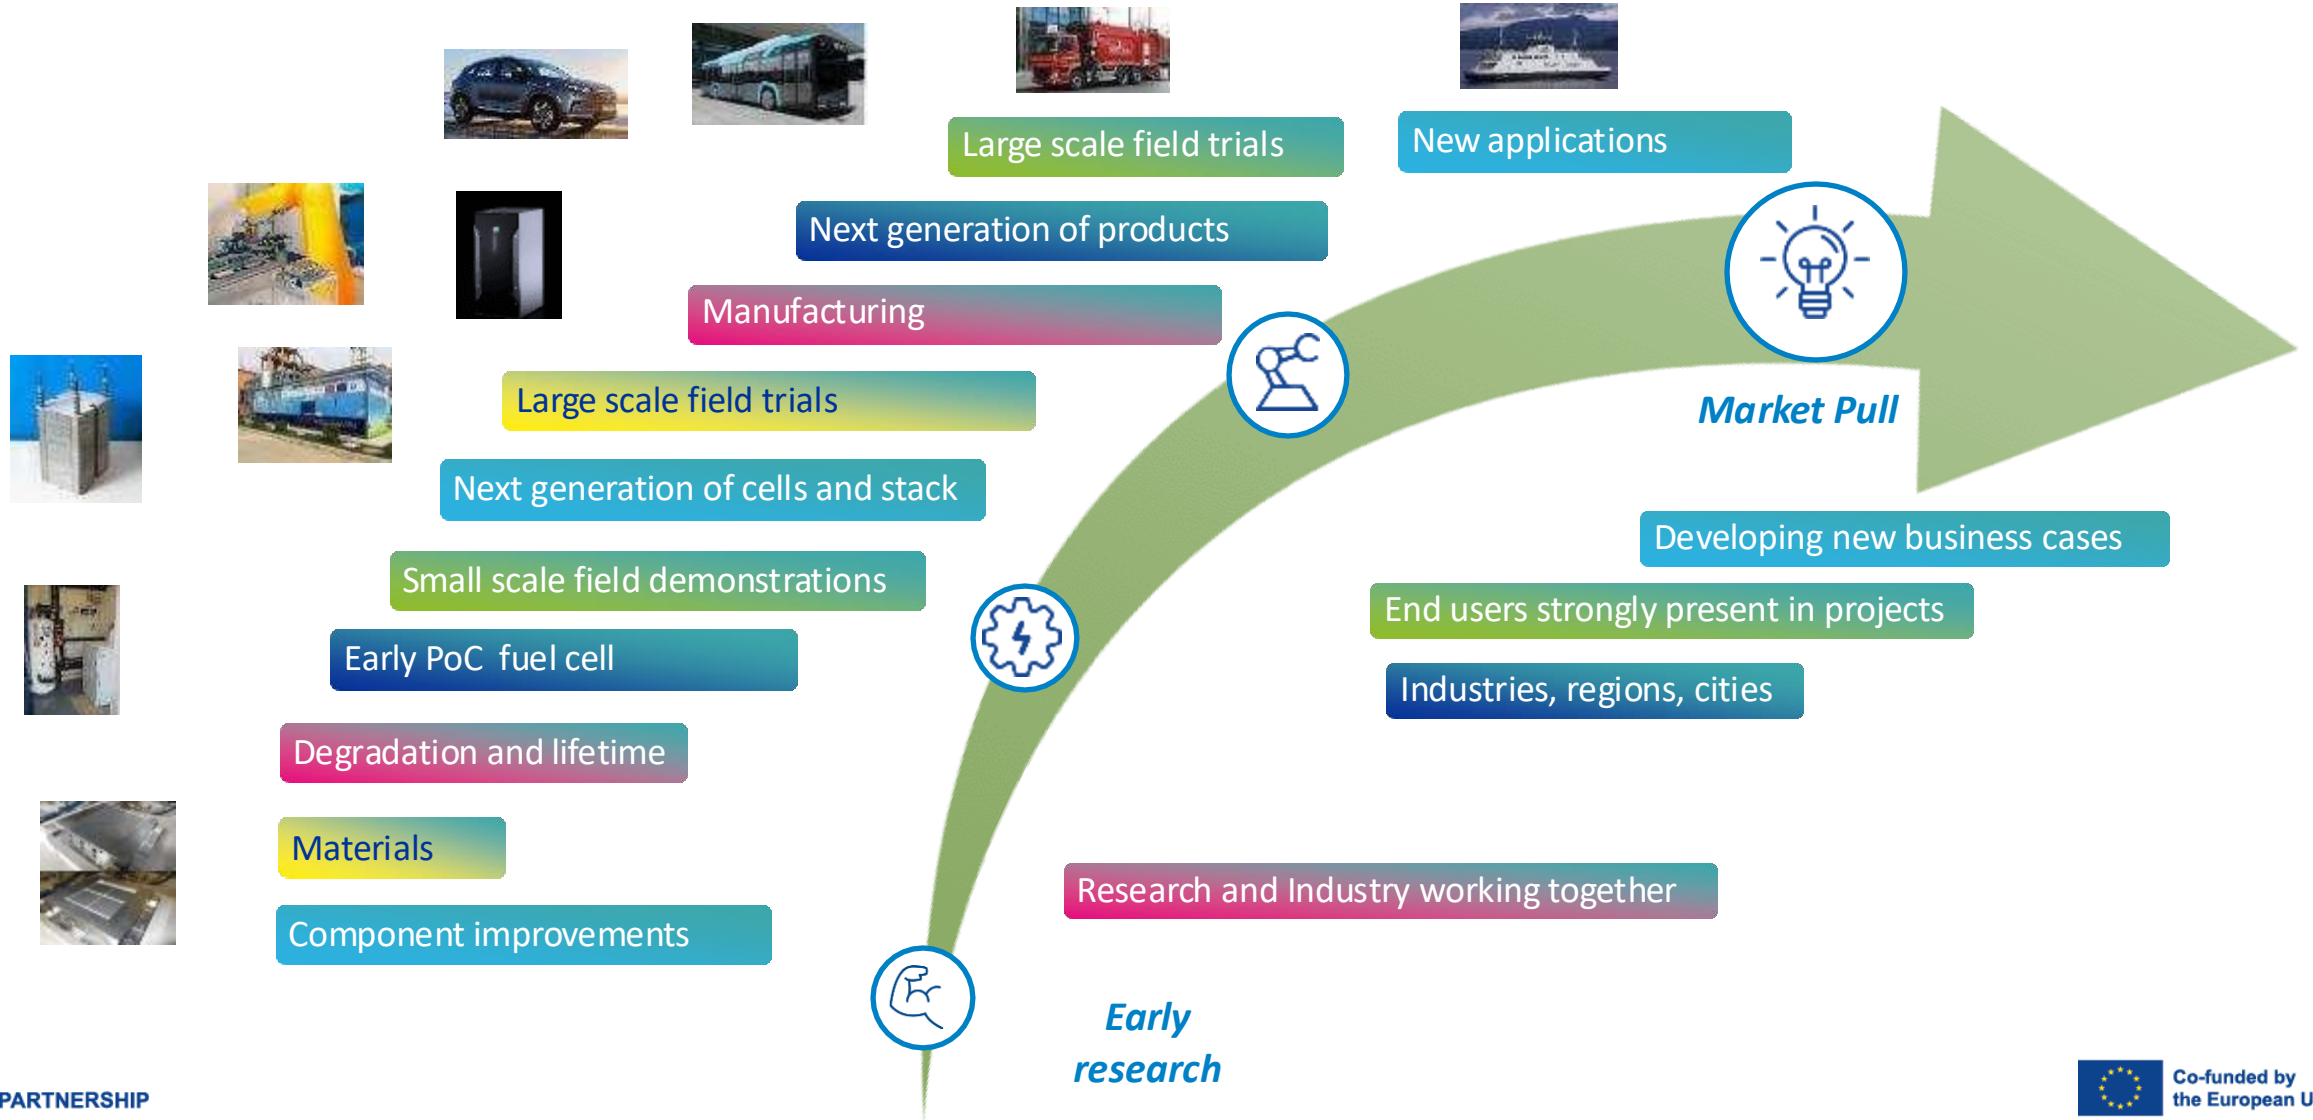 Large scale field trials
New applications
Next generation of products
Manufacturing
Large scale field trials
Market Pull
Next generation of cells and stack
Developing new business cases
Small scale field demonstrations
End users strongly present in projects
Early PoC fuel cell
Industries, regions, cities
Degradation and lifetime
Materials
Research and Industry working together
Component improvements
Early
research
PARTNERSHIP
Co-funded by
the European U